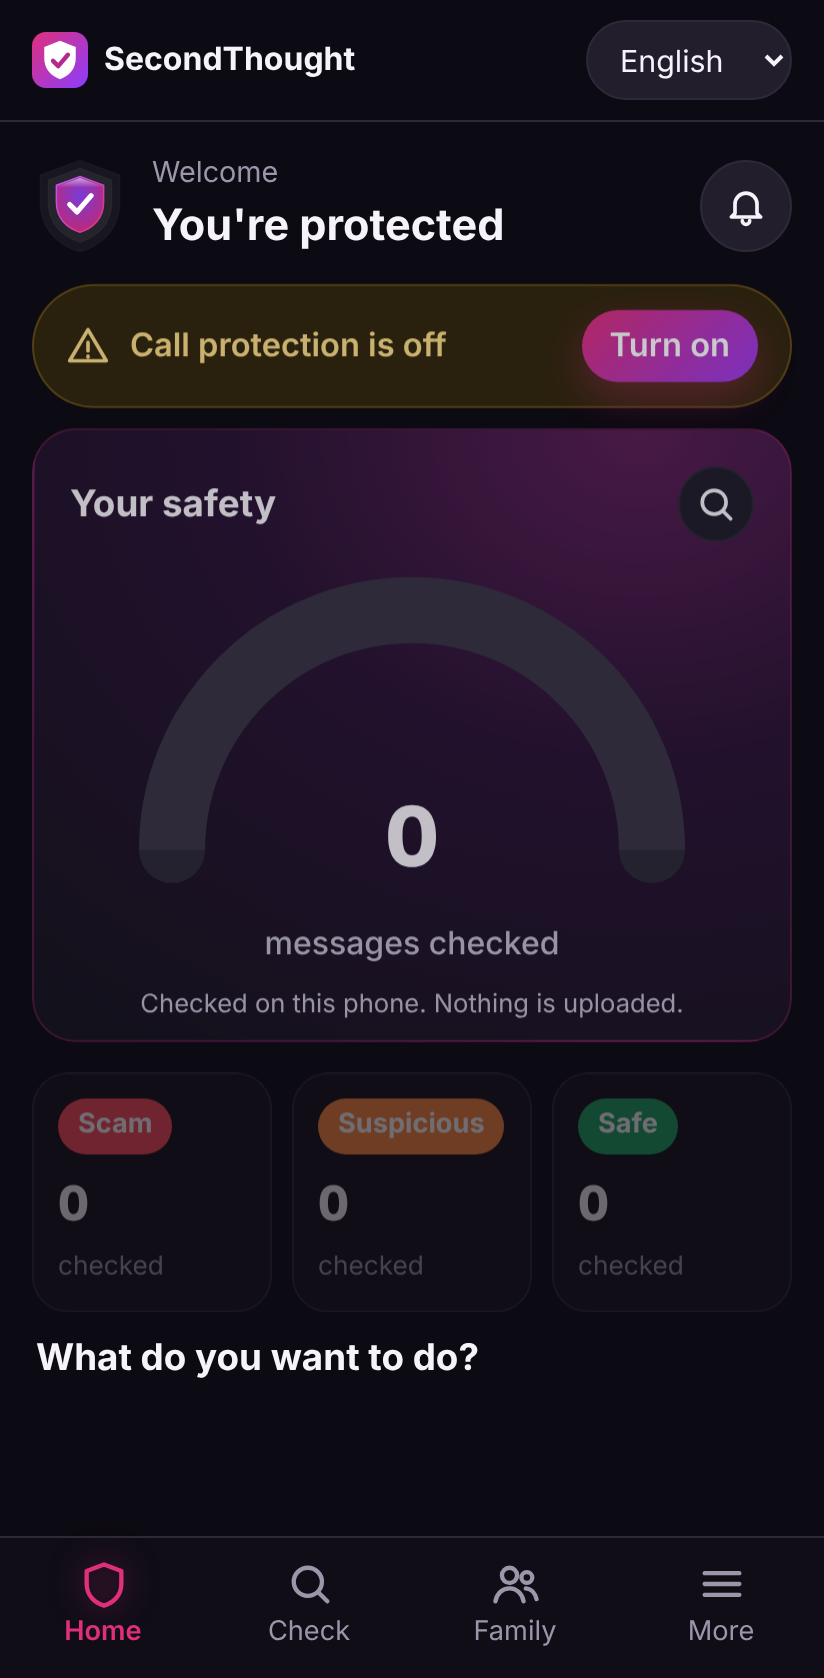 SecondThought
English
Welcome
You're protected
Call protection is off
Turn on
Your safety
0
messages checked
Checked on this phone. Nothing is uploaded.
Scam
Suspicious
Safe
0
0
0
checked
checked
checked
What do you want to do?
Home
Check
Family
More